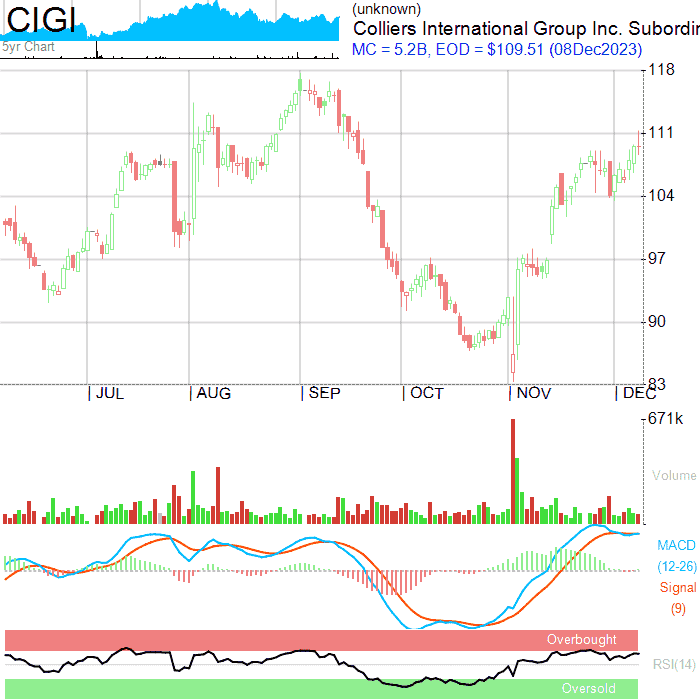 CIGI
5yr Chart
(unknown)
Colliers International Group Inc. Subordin
MC = 5.2B, EOD = $109.51 (08Dec2023)
118
111
104
97
90
83
JUL
AUG
SEP
OCT
NOV
DEC
671k
Volume
MACD
(12-26)
Signal
(9)
Overbought
RSI(14)
Oversold